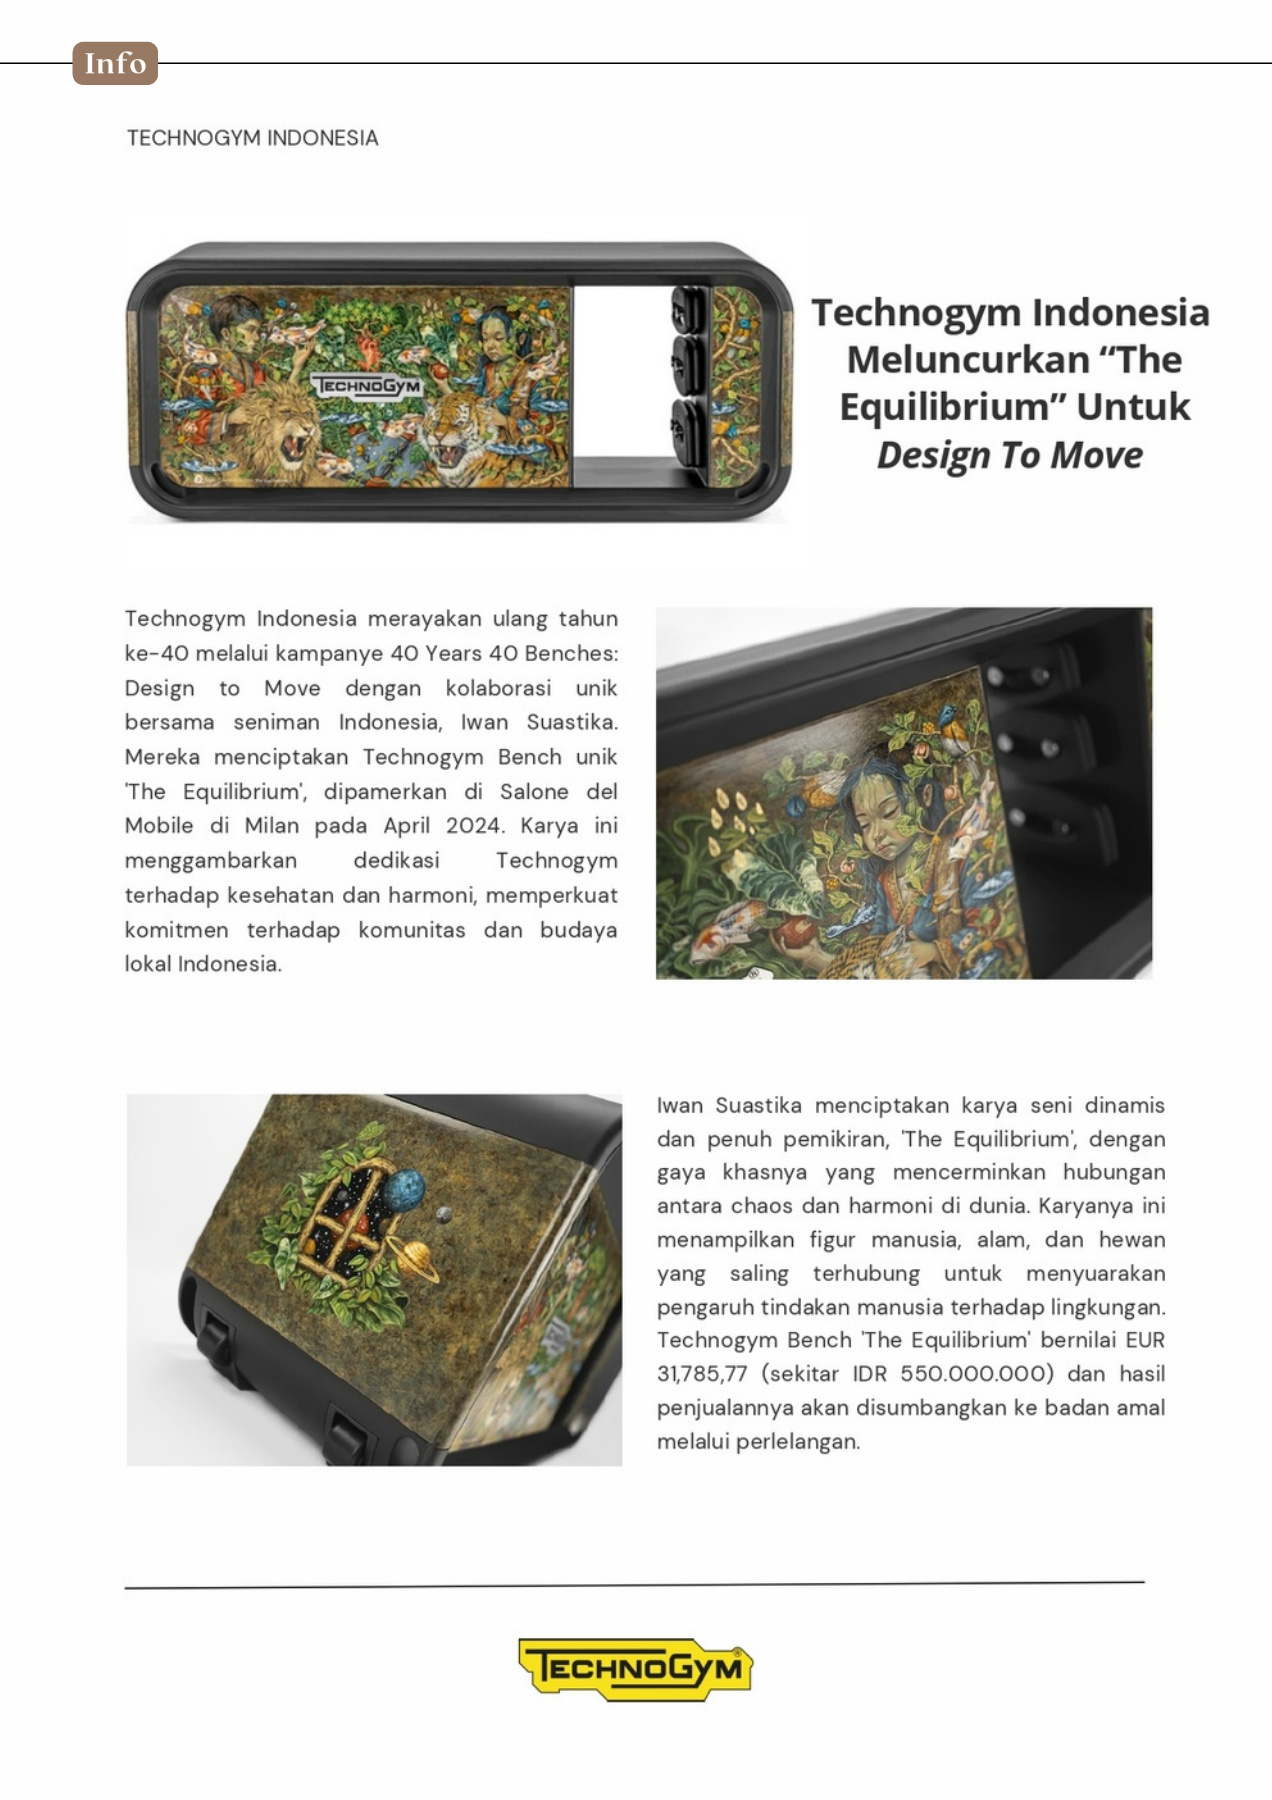 Info
TECHNOGYM INDONESIA
TECHNOGYM
Technogym Indonesia
Meluncurkan “The
Equilibrium” Untuk
Design To Move
Technogym Indonesia merayakan ulang tahun
ke-40 melalui kampanye 40 Years 40 Benches:
Design to Move dengan kolaborasi unik
bersama seniman Indonesia, Iwan Suastika.
Mereka menciptakan Technogym Bench unik
'The Equilibrium', dipamerkan di Salone del
Mobile di Milan pada April 2024. Karya ini
menggambarkan dedikasi Technogym
terhadap kesehatan dan harmoni, memperkuat
komitmen terhadap komunitas dan budaya
lokal Indonesia.
Iwan Suastika menciptakan karya seni dinamis
dan penuh pemikiran, 'The Equilibrium', dengan
gaya khasnya yang mencerminkan hubungan
antara chaos dan harmoni di dunia. Karyanya ini
menampilkan figur manusia, alam, dan hewan
yang saling terhubung untuk menyuarakan
pengaruh tindakan manusia terhadap lingkungan.
Technogym Bench 'The Equilibrium' bernilai EUR
31,785,77 (sekitar IDR 550.000.000) dan hasil
penjualannya akan disumbangkan ke badan amal
melalui perlelangan.
TECHNOGYM®